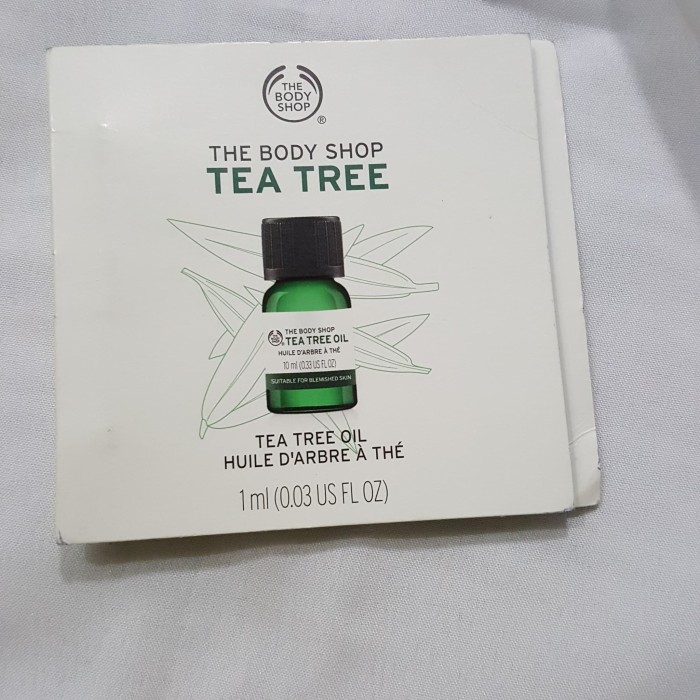 THE
BODY
SHOP
®
THE BODY SHOP
TEA TREE
THE BODY SHOP
TEA TREE OIL
HUILE D'ARBRE À THÉ
10 ml (0.33 US FL OZ)
SUITABLE FOR BLEMISHED SKIN
TEA TREE OIL
HUILE D'ARBRE À THÉ
1 ml (0.03 US FL OZ)